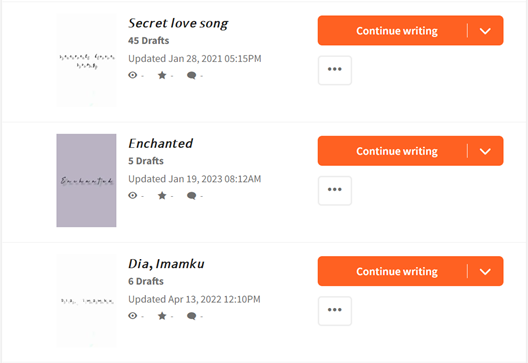 Secret love song
45 Drafts
Updated Jan 28, 2021 05:15PM
- - -
Continue writing
Enchanted
5 Drafts
Updated Jan 19, 2023 08:12AM
- - -
Continue writing
Dia, Imamku
6 Drafts
Updated Apr 13, 2022 12:10PM
- - -
Continue writing